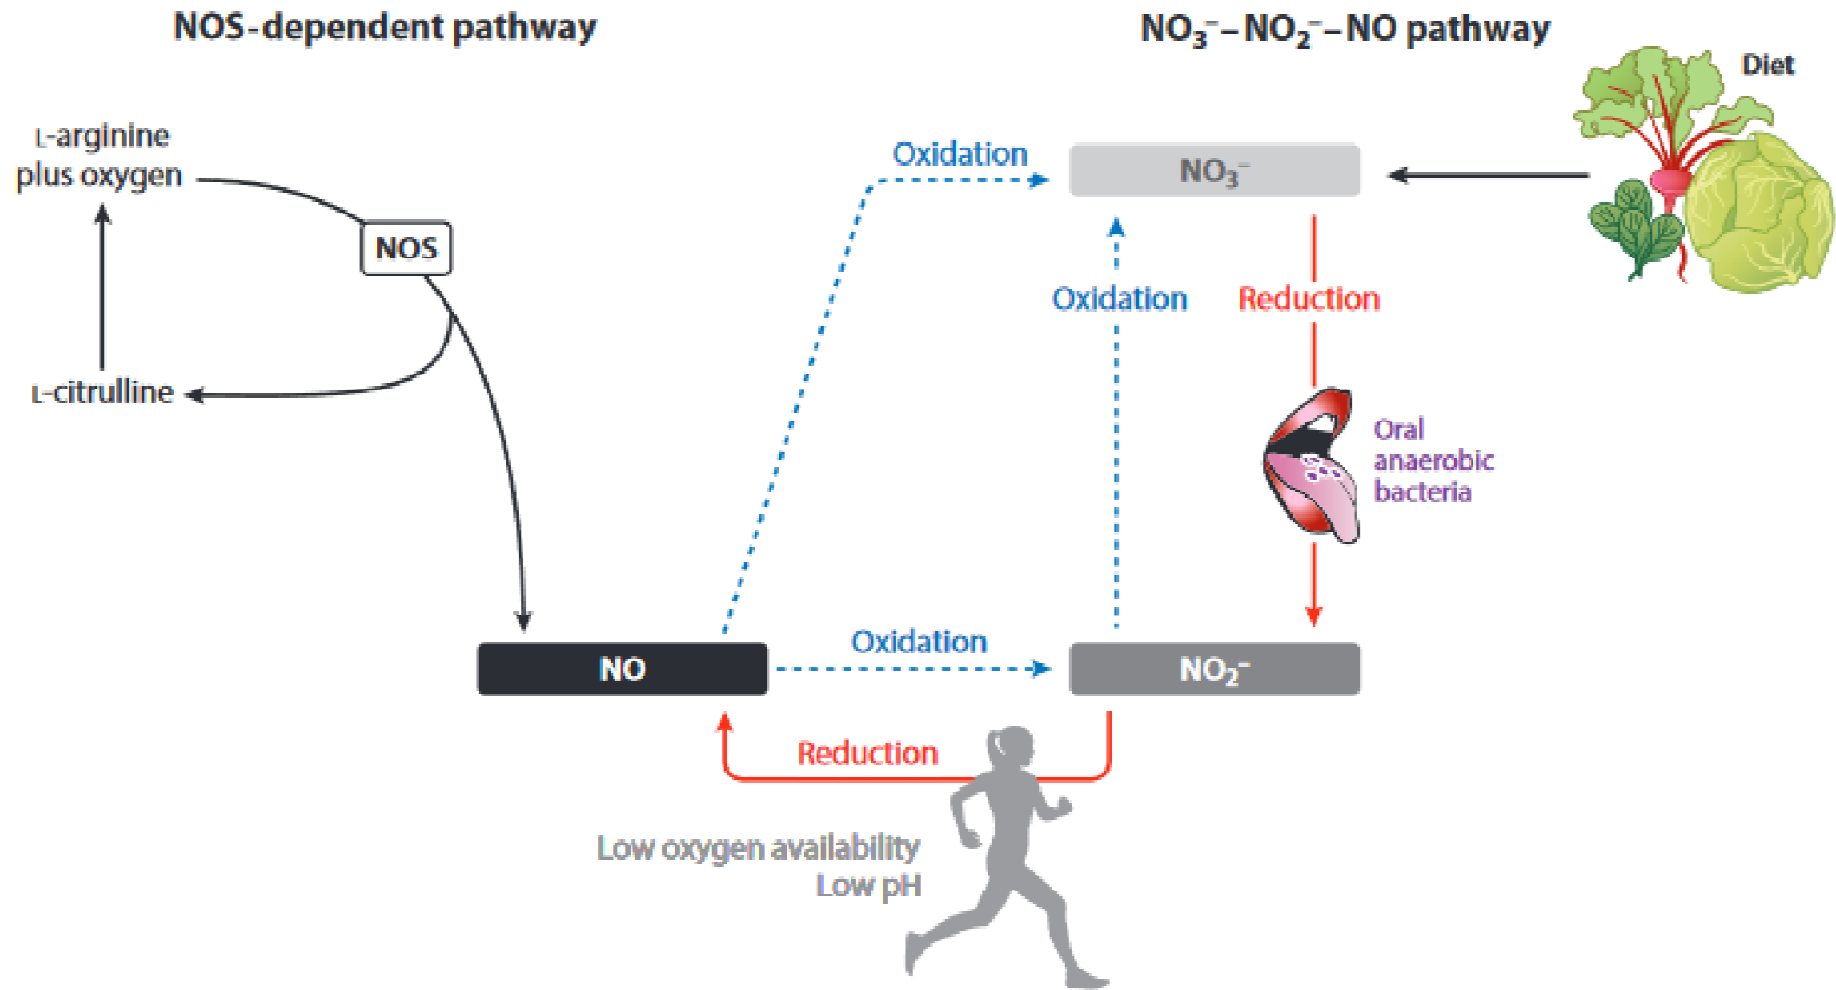 NOS-dependent pathway
NO₃⁻–NO₂⁻–NO pathway
Diet
L-arginine
plus oxygen
NOS
L-citrulline
Oxidation
NO₃⁻
Oxidation
Reduction
Oral
anaerobic
bacteria
NO
Oxidation
NO₂⁻
Reduction
Low oxygen availability
Low pH